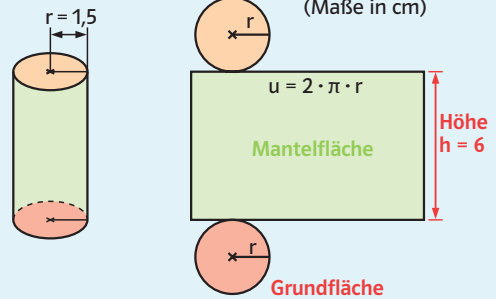 (Maße in cm)
r = 1,5
r
u = 2 · π · r
Mantelfläche
Höhe
h = 6
r
Grundfläche